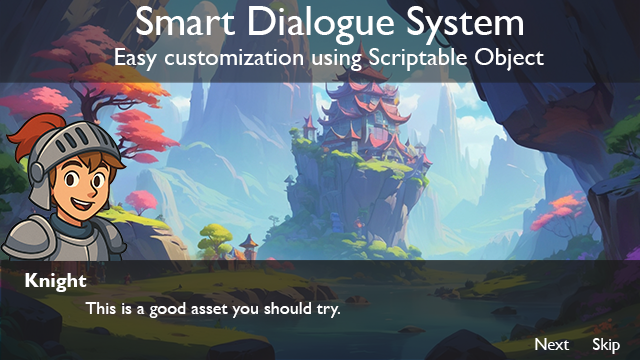 Smart Dialogue System
Easy customization using Scriptable Object
Knight
This is a good asset you should try.
Next Skip